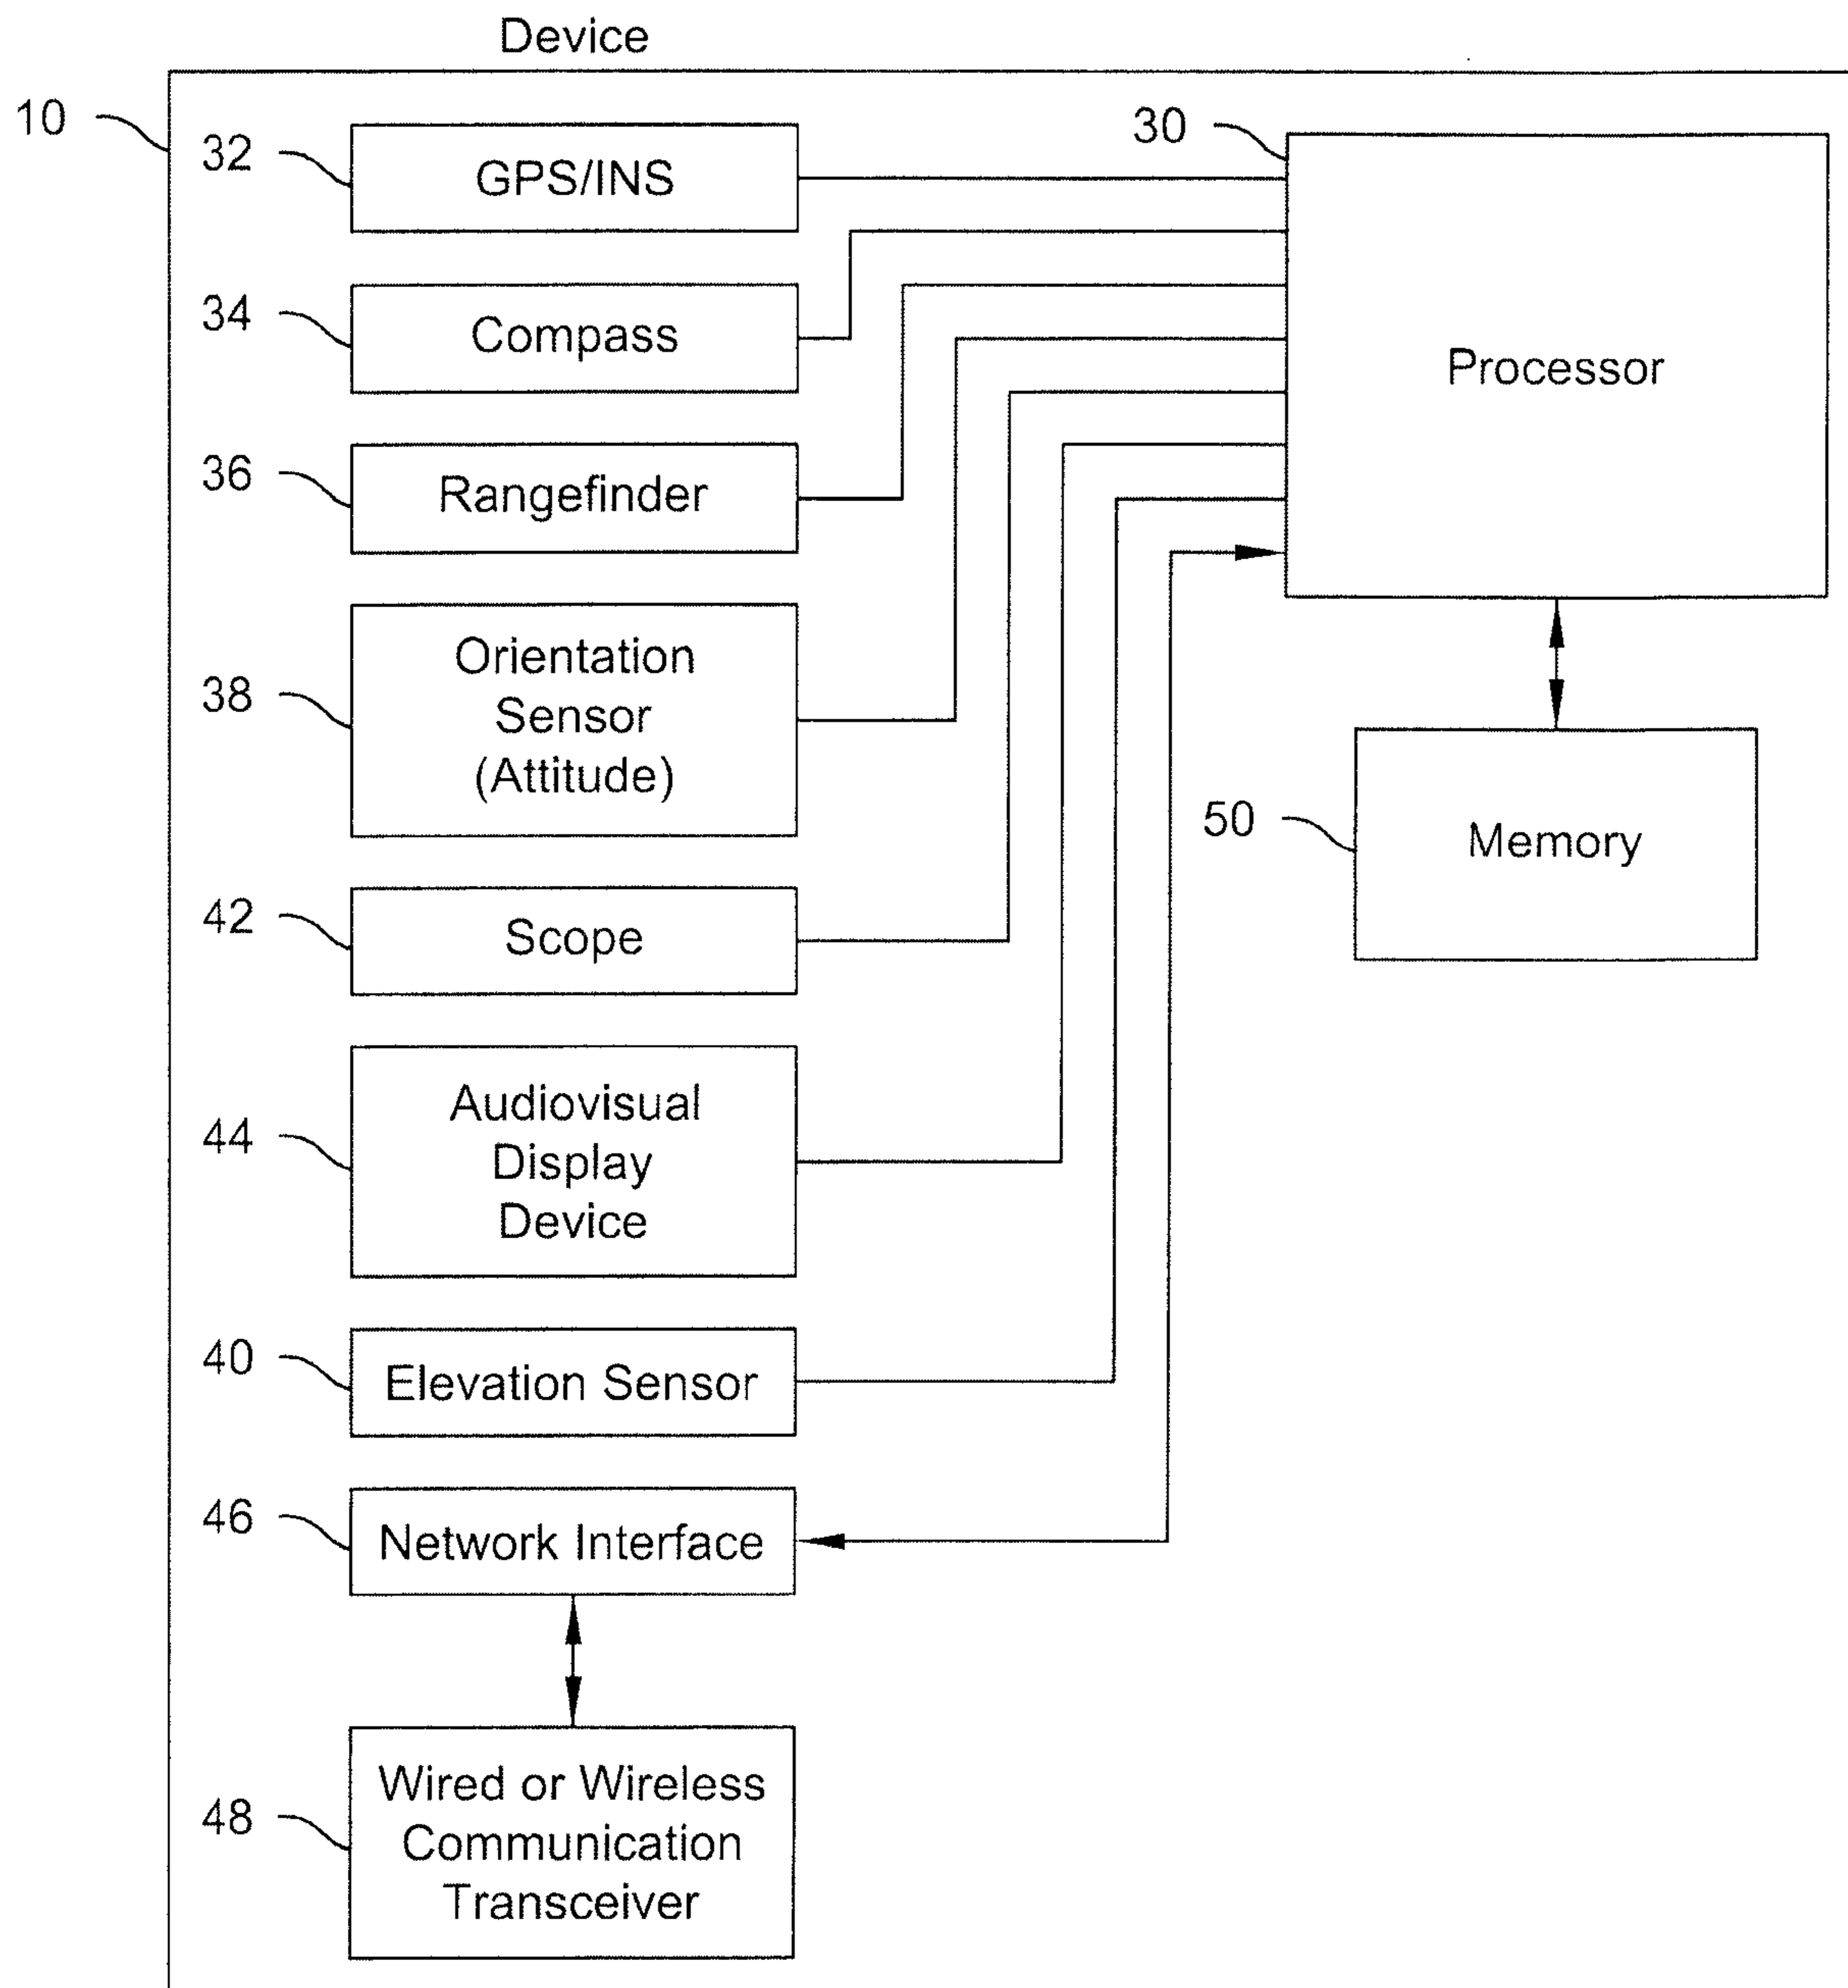 Device
10
32
GPS/INS
30
Processor
34
Compass
36
Rangefinder
38
Orientation
Sensor
(Attitude)
50
Memory
42
Scope
44
Audiovisual
Display
Device
40
Elevation Sensor
46
Network Interface
48
Wired or Wireless
Communication
Transceiver